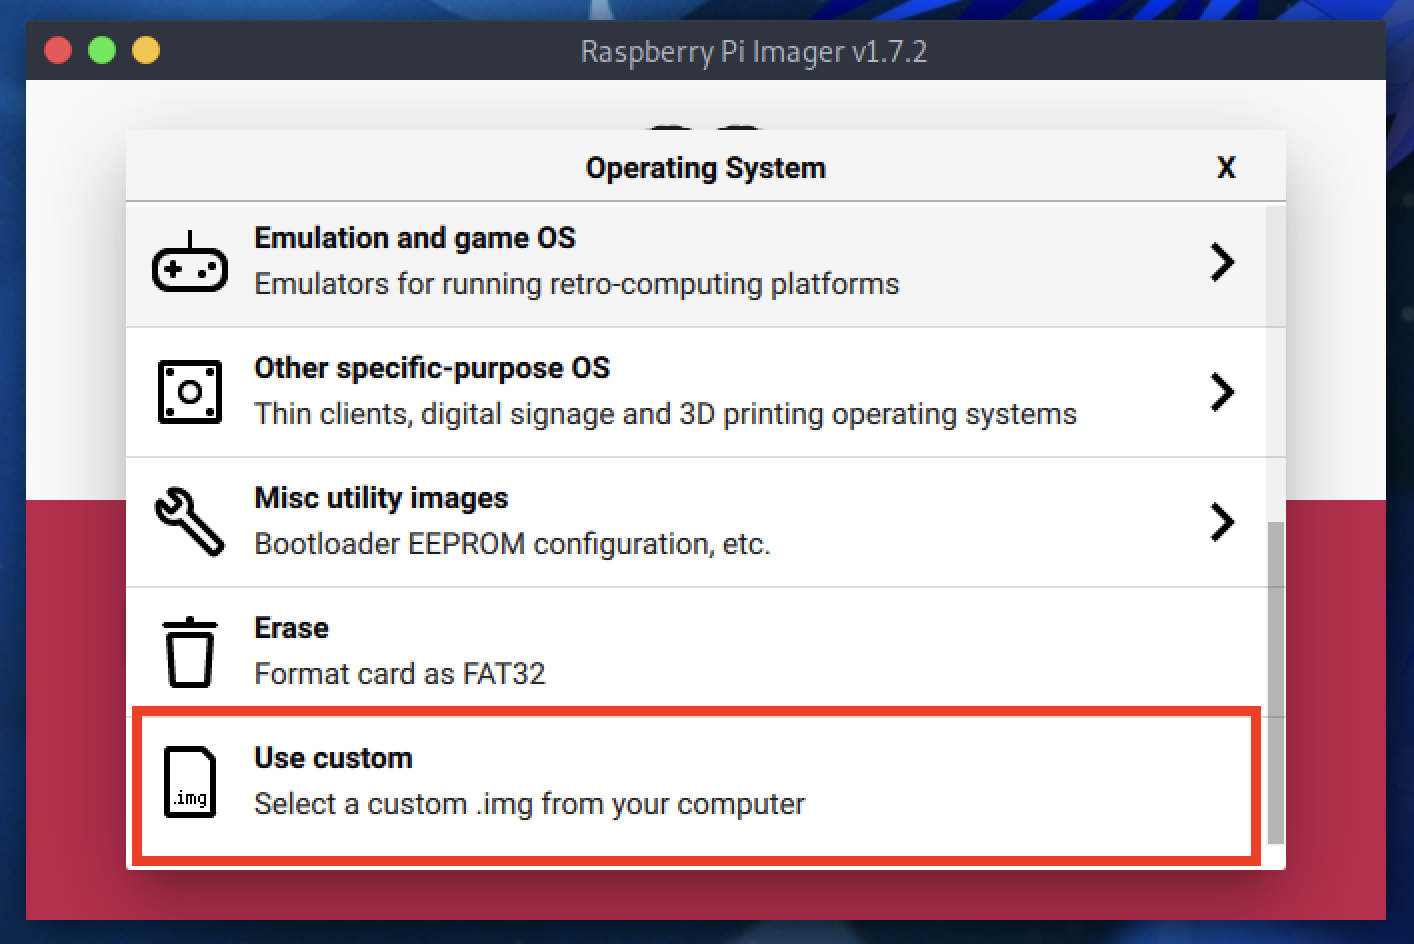 Raspberry Pi Imager v1.7.2
Operating System X
Emulation and game OS
Emulators for running retro-computing platforms
Other specific-purpose OS
Thin clients, digital signage and 3D printing operating systems
Misc utility images
Bootloader EEPROM configuration, etc.
Erase
Format card as FAT32
Use custom
.img
Select a custom .img from your computer